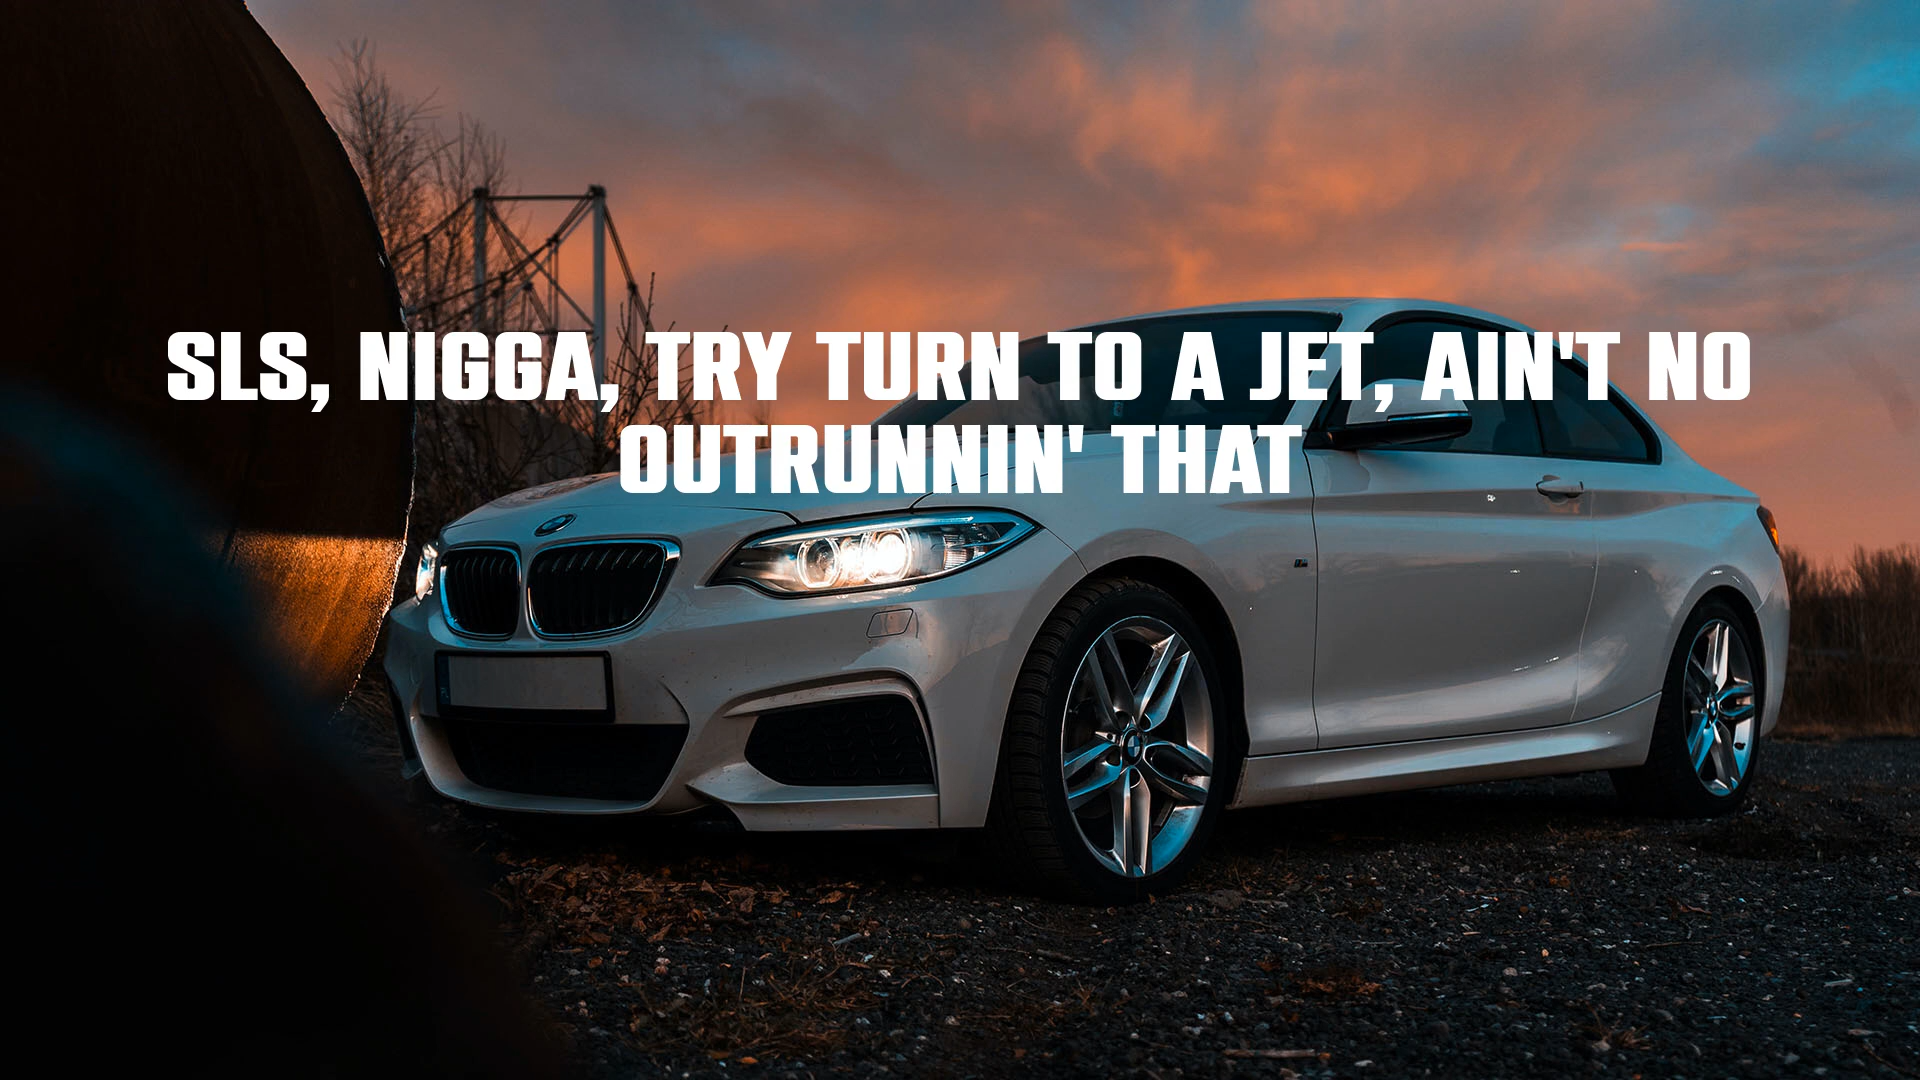 SLS, NIGGA, TRY TURN TO A JET, AIN'T NO
OUTRUNNIN' THAT